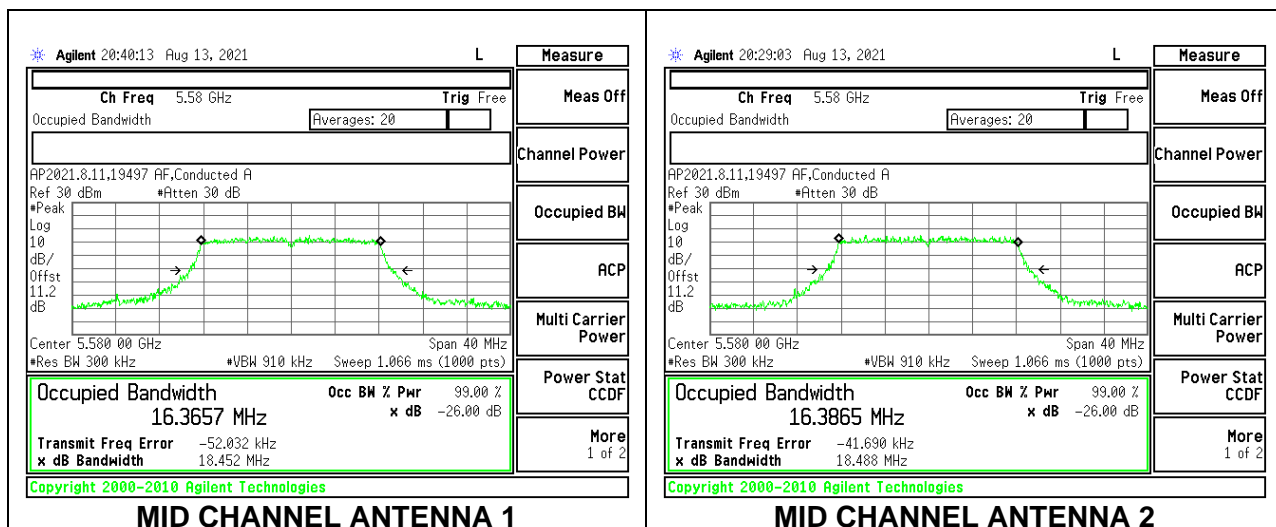 Agilent 20:40:13 Aug 13, 2021 L
Measure
Ch Freq 5.58 GHz Trig Free
Occupied Bandwidth Averages: 20
AP2021.8.11,19497 AF,Conducted A
Ref 30 dBm #Atten 30 dB
#Peak
Log
10
dB/
Offst
11.2
dB
Center 5.580 00 GHz Span 40 MHz
#Res BW 300 kHz #VBW 910 kHz Sweep 1.066 ms (1000 pts)
Occupied Bandwidth Occ BW % Pwr 99.00 %
16.3657 MHz x dB -26.00 dB
Transmit Freq Error -52.032 kHz
x dB Bandwidth 18.452 MHz
Copyright 2000-2010 Agilent Technologies
Meas Off
Channel Power
Occupied BW
ACP
Multi Carrier
Power
Power Stat
CCDF
More
1 of 2
MID CHANNEL ANTENNA 1
Agilent 20:29:03 Aug 13, 2021 L
Measure
Ch Freq 5.58 GHz Trig Free
Occupied Bandwidth Averages: 20
AP2021.8.11,19497 AF,Conducted A
Ref 30 dBm #Atten 30 dB
#Peak
Log
10
dB/
Offst
11.2
dB
Center 5.580 00 GHz Span 40 MHz
#Res BW 300 kHz #VBW 910 kHz Sweep 1.066 ms (1000 pts)
Occupied Bandwidth Occ BW % Pwr 99.00 %
16.3865 MHz x dB -26.00 dB
Transmit Freq Error -41.690 kHz
x dB Bandwidth 18.488 MHz
Copyright 2000-2010 Agilent Technologies
Meas Off
Channel Power
Occupied BW
ACP
Multi Carrier
Power
Power Stat
CCDF
More
1 of 2
MID CHANNEL ANTENNA 2